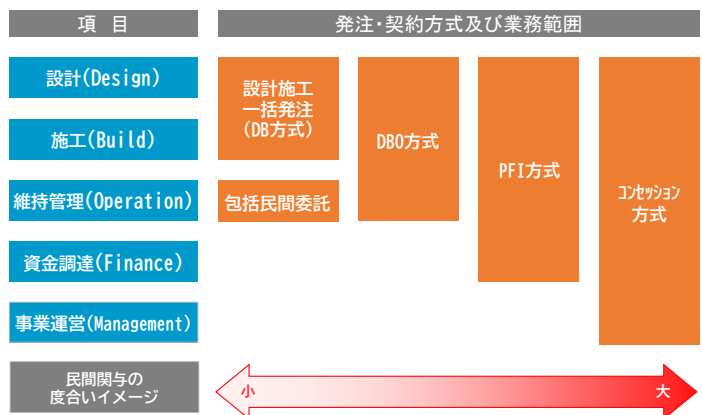 項 目
発注・契約方式及び業務範囲
設計(Design)
施工(Build)
維持管理(Operation)
資金調達(Finance)
事業運営(Management)
民間関与の
度合いイメージ
設計施工
一括発注
(DB方式)
包括民間委託
DBO方式
PFI方式
コンセッション
方式
小
大